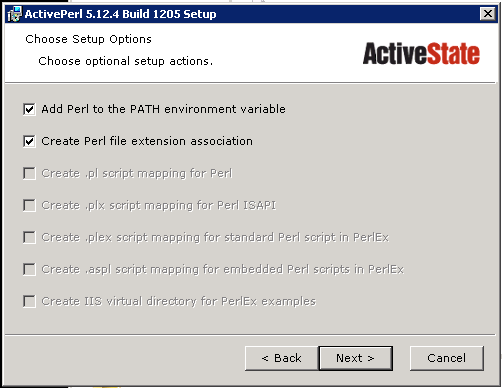 ActivePerl 5.12.4 Build 1205 Setup
Choose Setup Options
Choose optional setup actions.
ActiveState
Add Perl to the PATH environment variable
Create Perl file extension association
Create .pl script mapping for Perl
Create .plx script mapping for Perl ISAPI
Create .plex script mapping for standard Perl script in PerlEx
Create .aspl script mapping for embedded Perl scripts in PerlEx
Create IIS virtual directory for PerlEx examples
< Back Next > Cancel